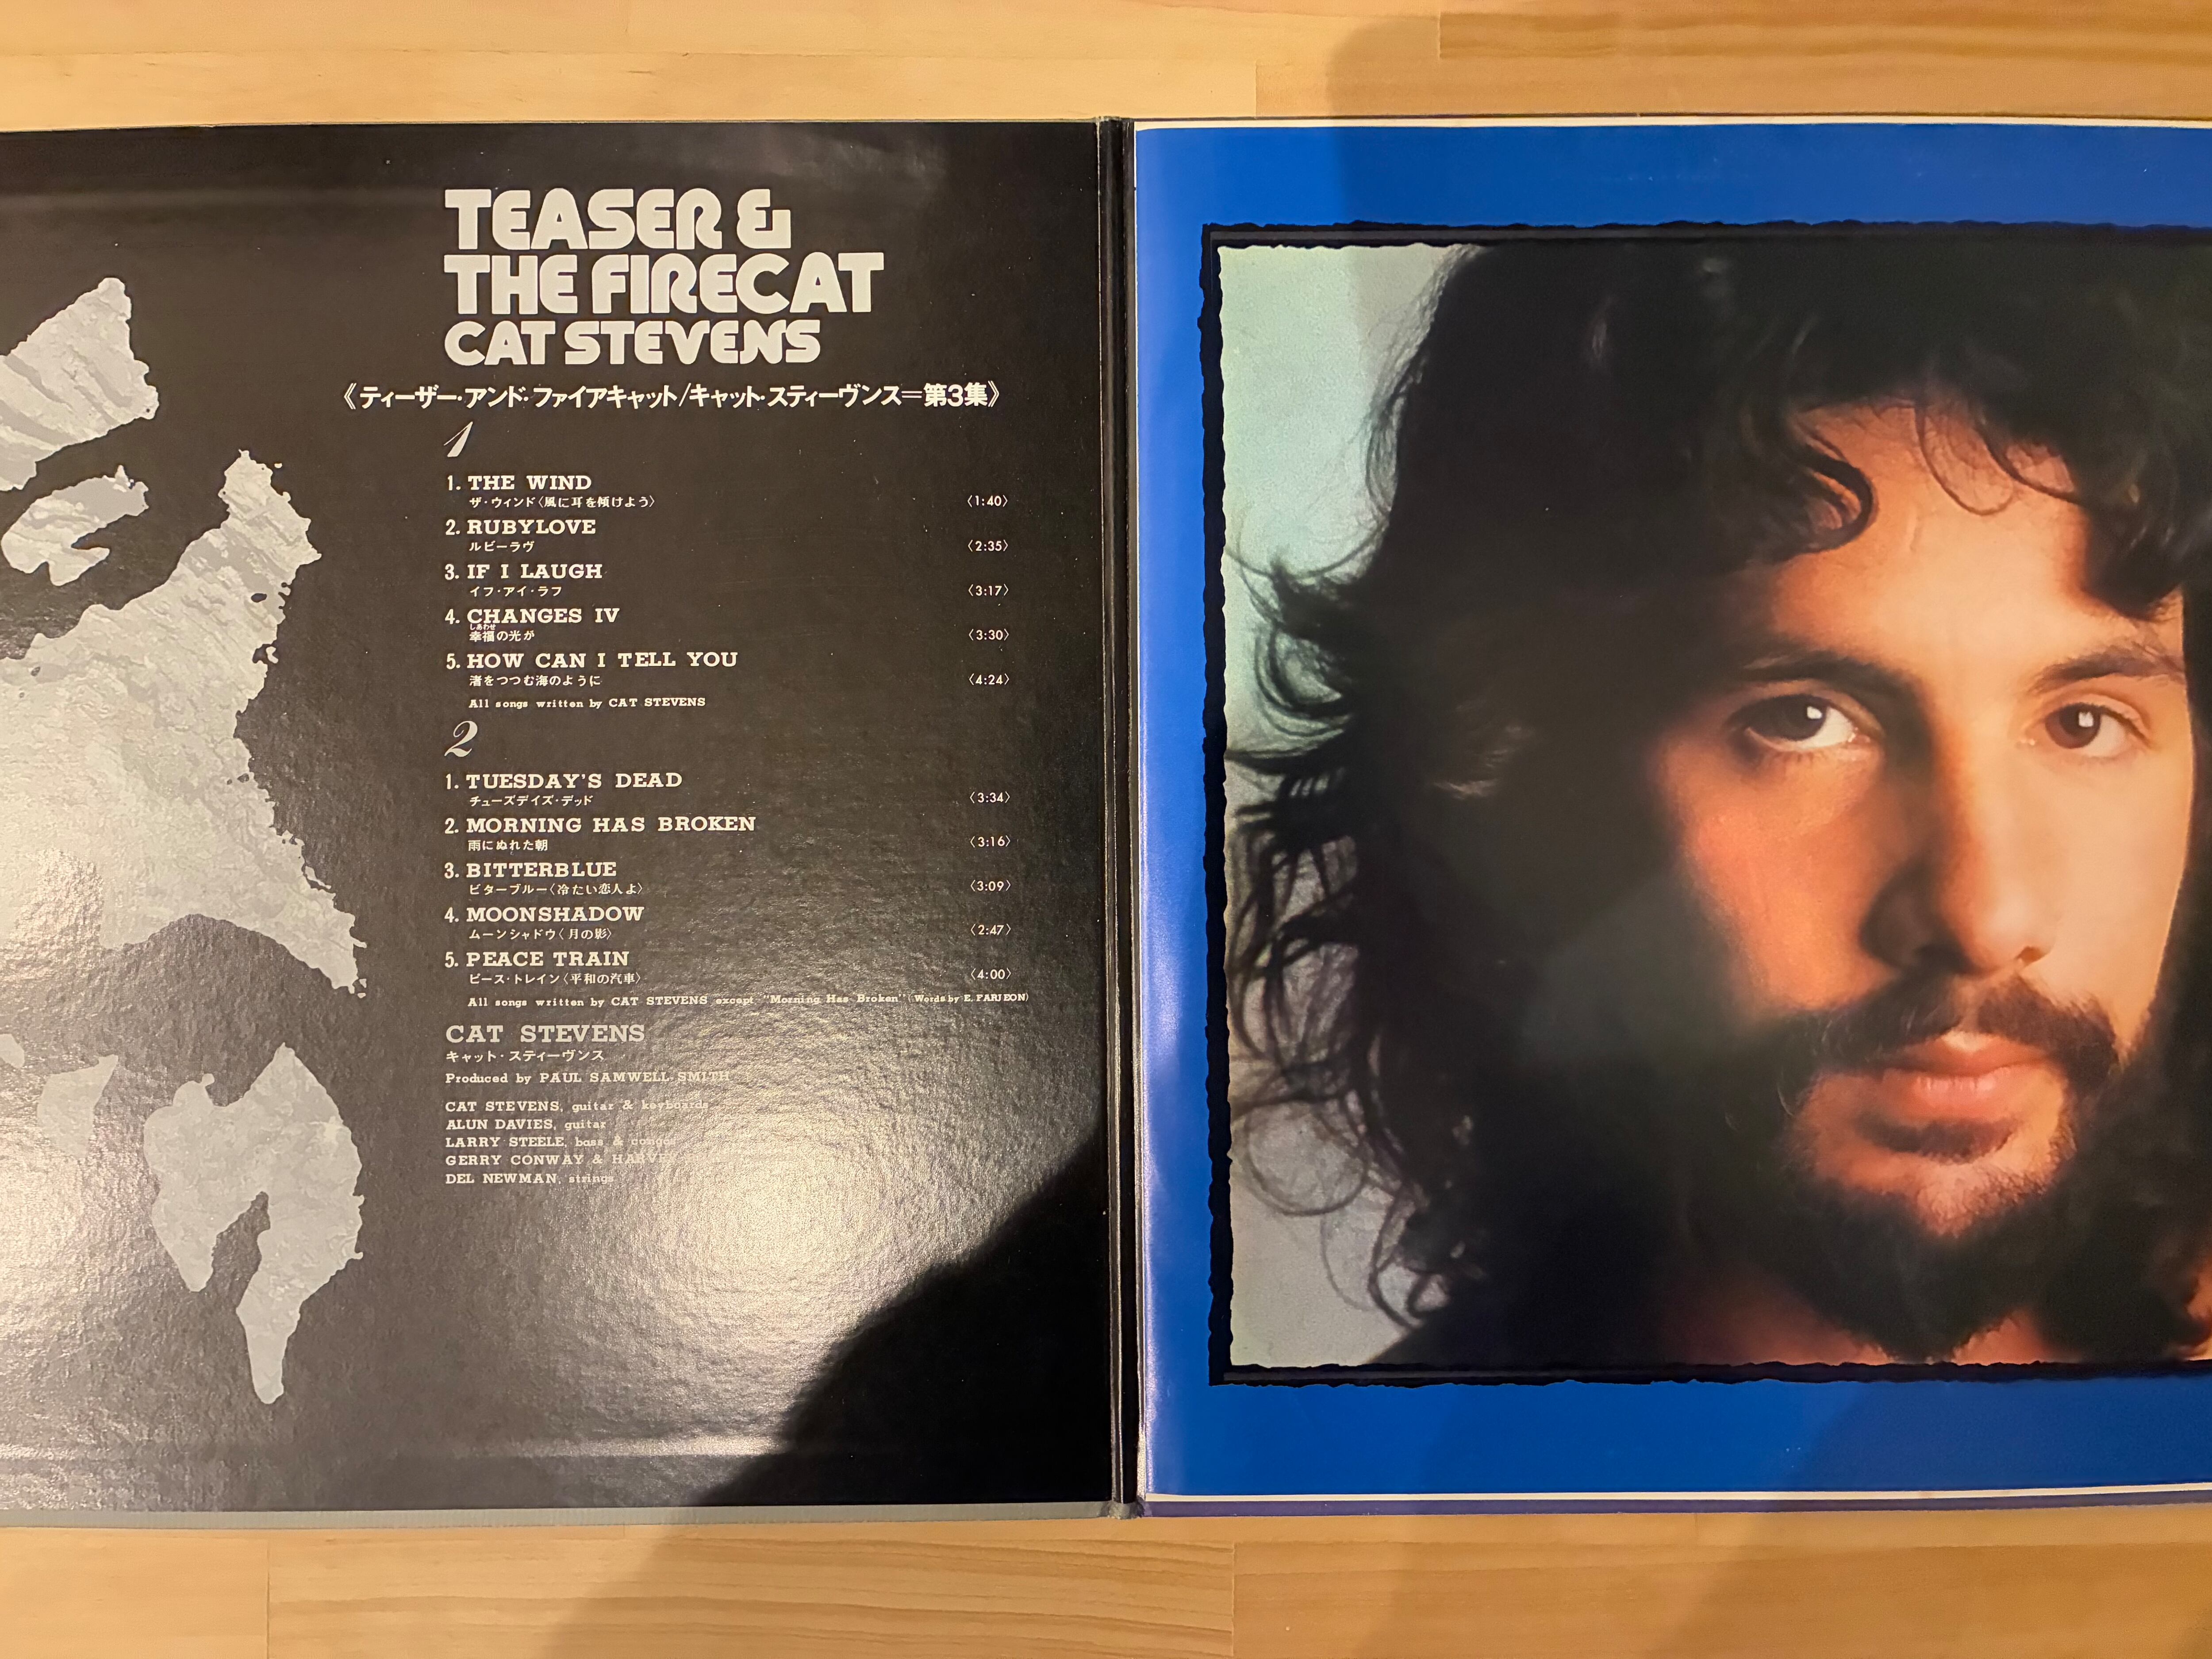 TEASER &
THE FIRECAT
CAT STEVENS
《ティーザー・アンド・ファイアキャット/キャット・スティーヴンス=第3集》
1
1. THE WIND
ザ・ウィンド〈風に耳を傾けよう〉 〈1:40〉
2. RUBYLOVE
ルビーラヴ 〈2:35〉
3. IF I LAUGH
イフ・アイ・ラフ 〈3:17〉
4. CHANGES IV
しあわせ
幸福の光が 〈3:30〉
5. HOW CAN I TELL YOU
渚をつつむ海のように 〈4:24〉
All songs written by CAT STEVENS
2
1. TUESDAY'S DEAD
チューズデイズ・デッド 〈3:34〉
2. MORNING HAS BROKEN
雨にぬれた朝 〈3:16〉
3. BITTERBLUE
ビターブルー〈冷たい恋人よ〉 〈3:09〉
4. MOONSHADOW
ムーンシャドウ〈月の影〉 〈2:47〉
5. PEACE TRAIN
ピース・トレイン〈平和の汽車〉 〈4:00〉
All songs written by CAT STEVENS except "Morning Has Broken" (Words by E. FARJEON)
CAT STEVENS
キャット・スティーヴンス
Produced by PAUL SAMWELL-SMITH
CAT STEVENS, guitar & keyboards
ALUN DAVIES, guitar
LARRY STEELE, bass & congas
GERRY CONWAY & HARVEY
DEL NEWMAN, strings